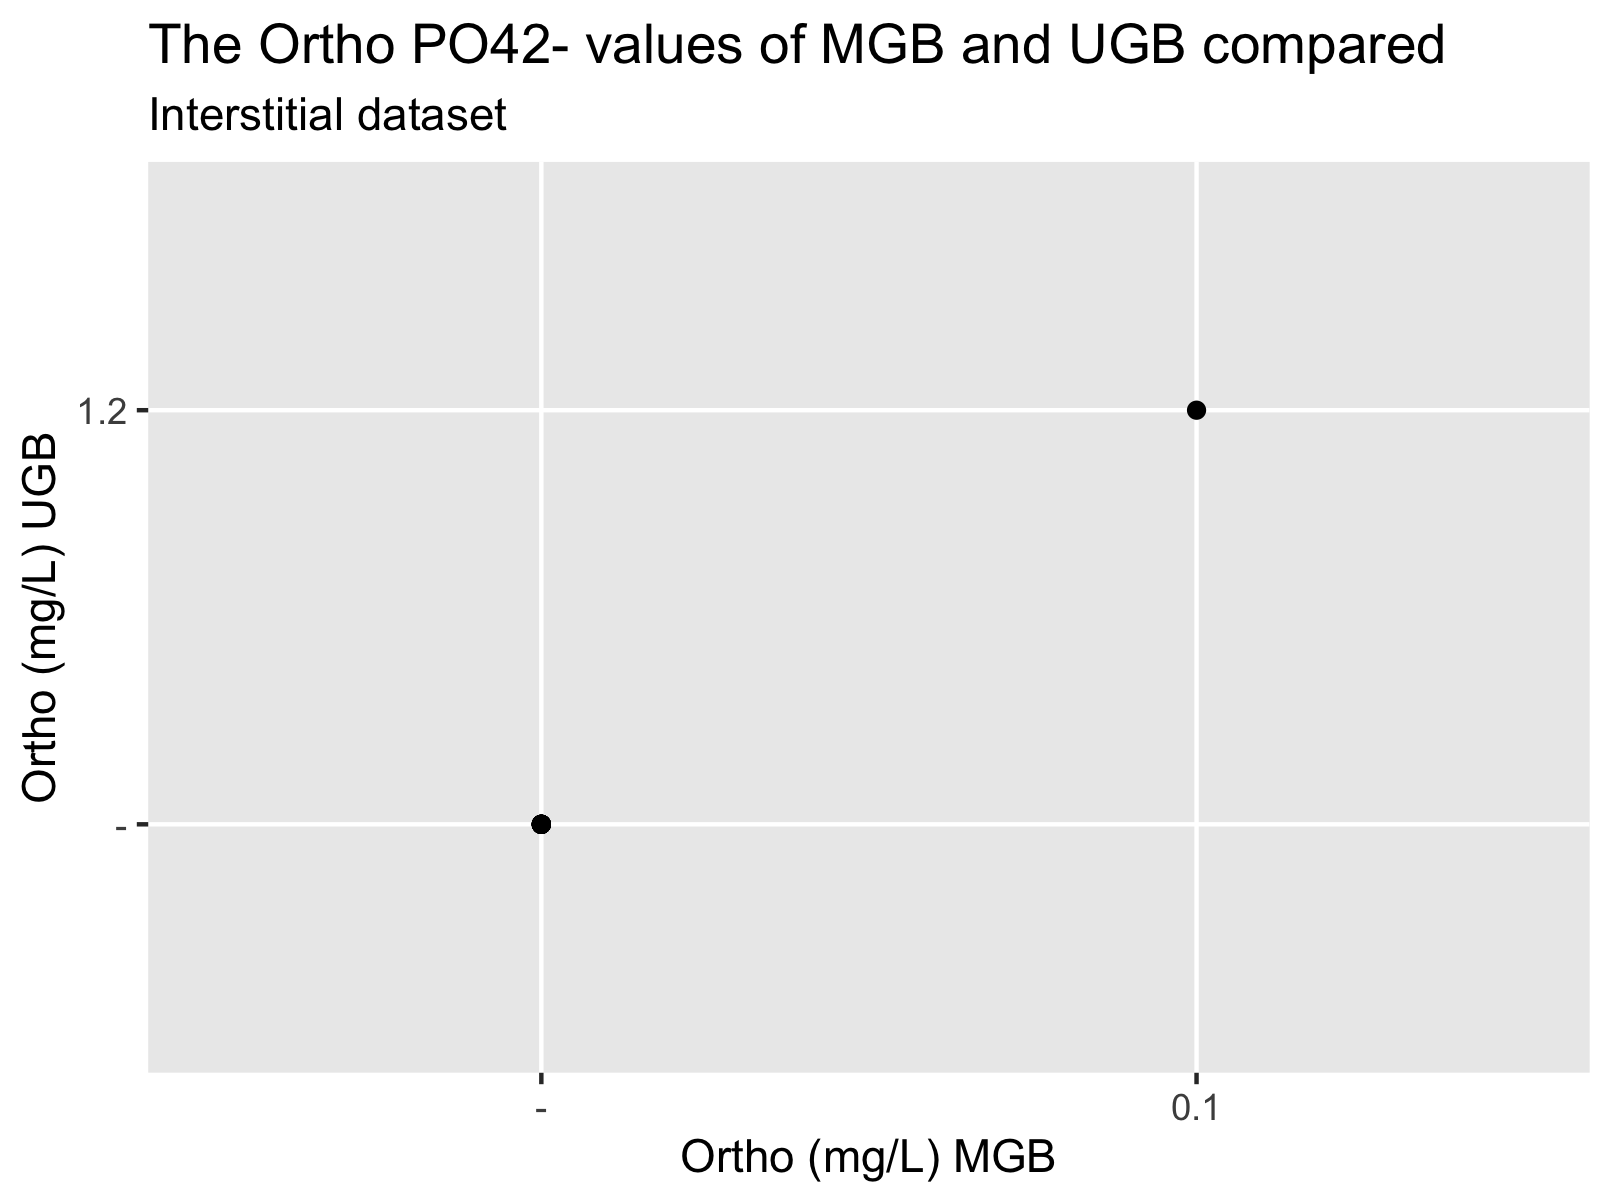 The Ortho PO42- values of MGB and UGB compared
Interstitial dataset
1.2
Ortho (mg/L) UGB
-
-
0.1
Ortho (mg/L) MGB